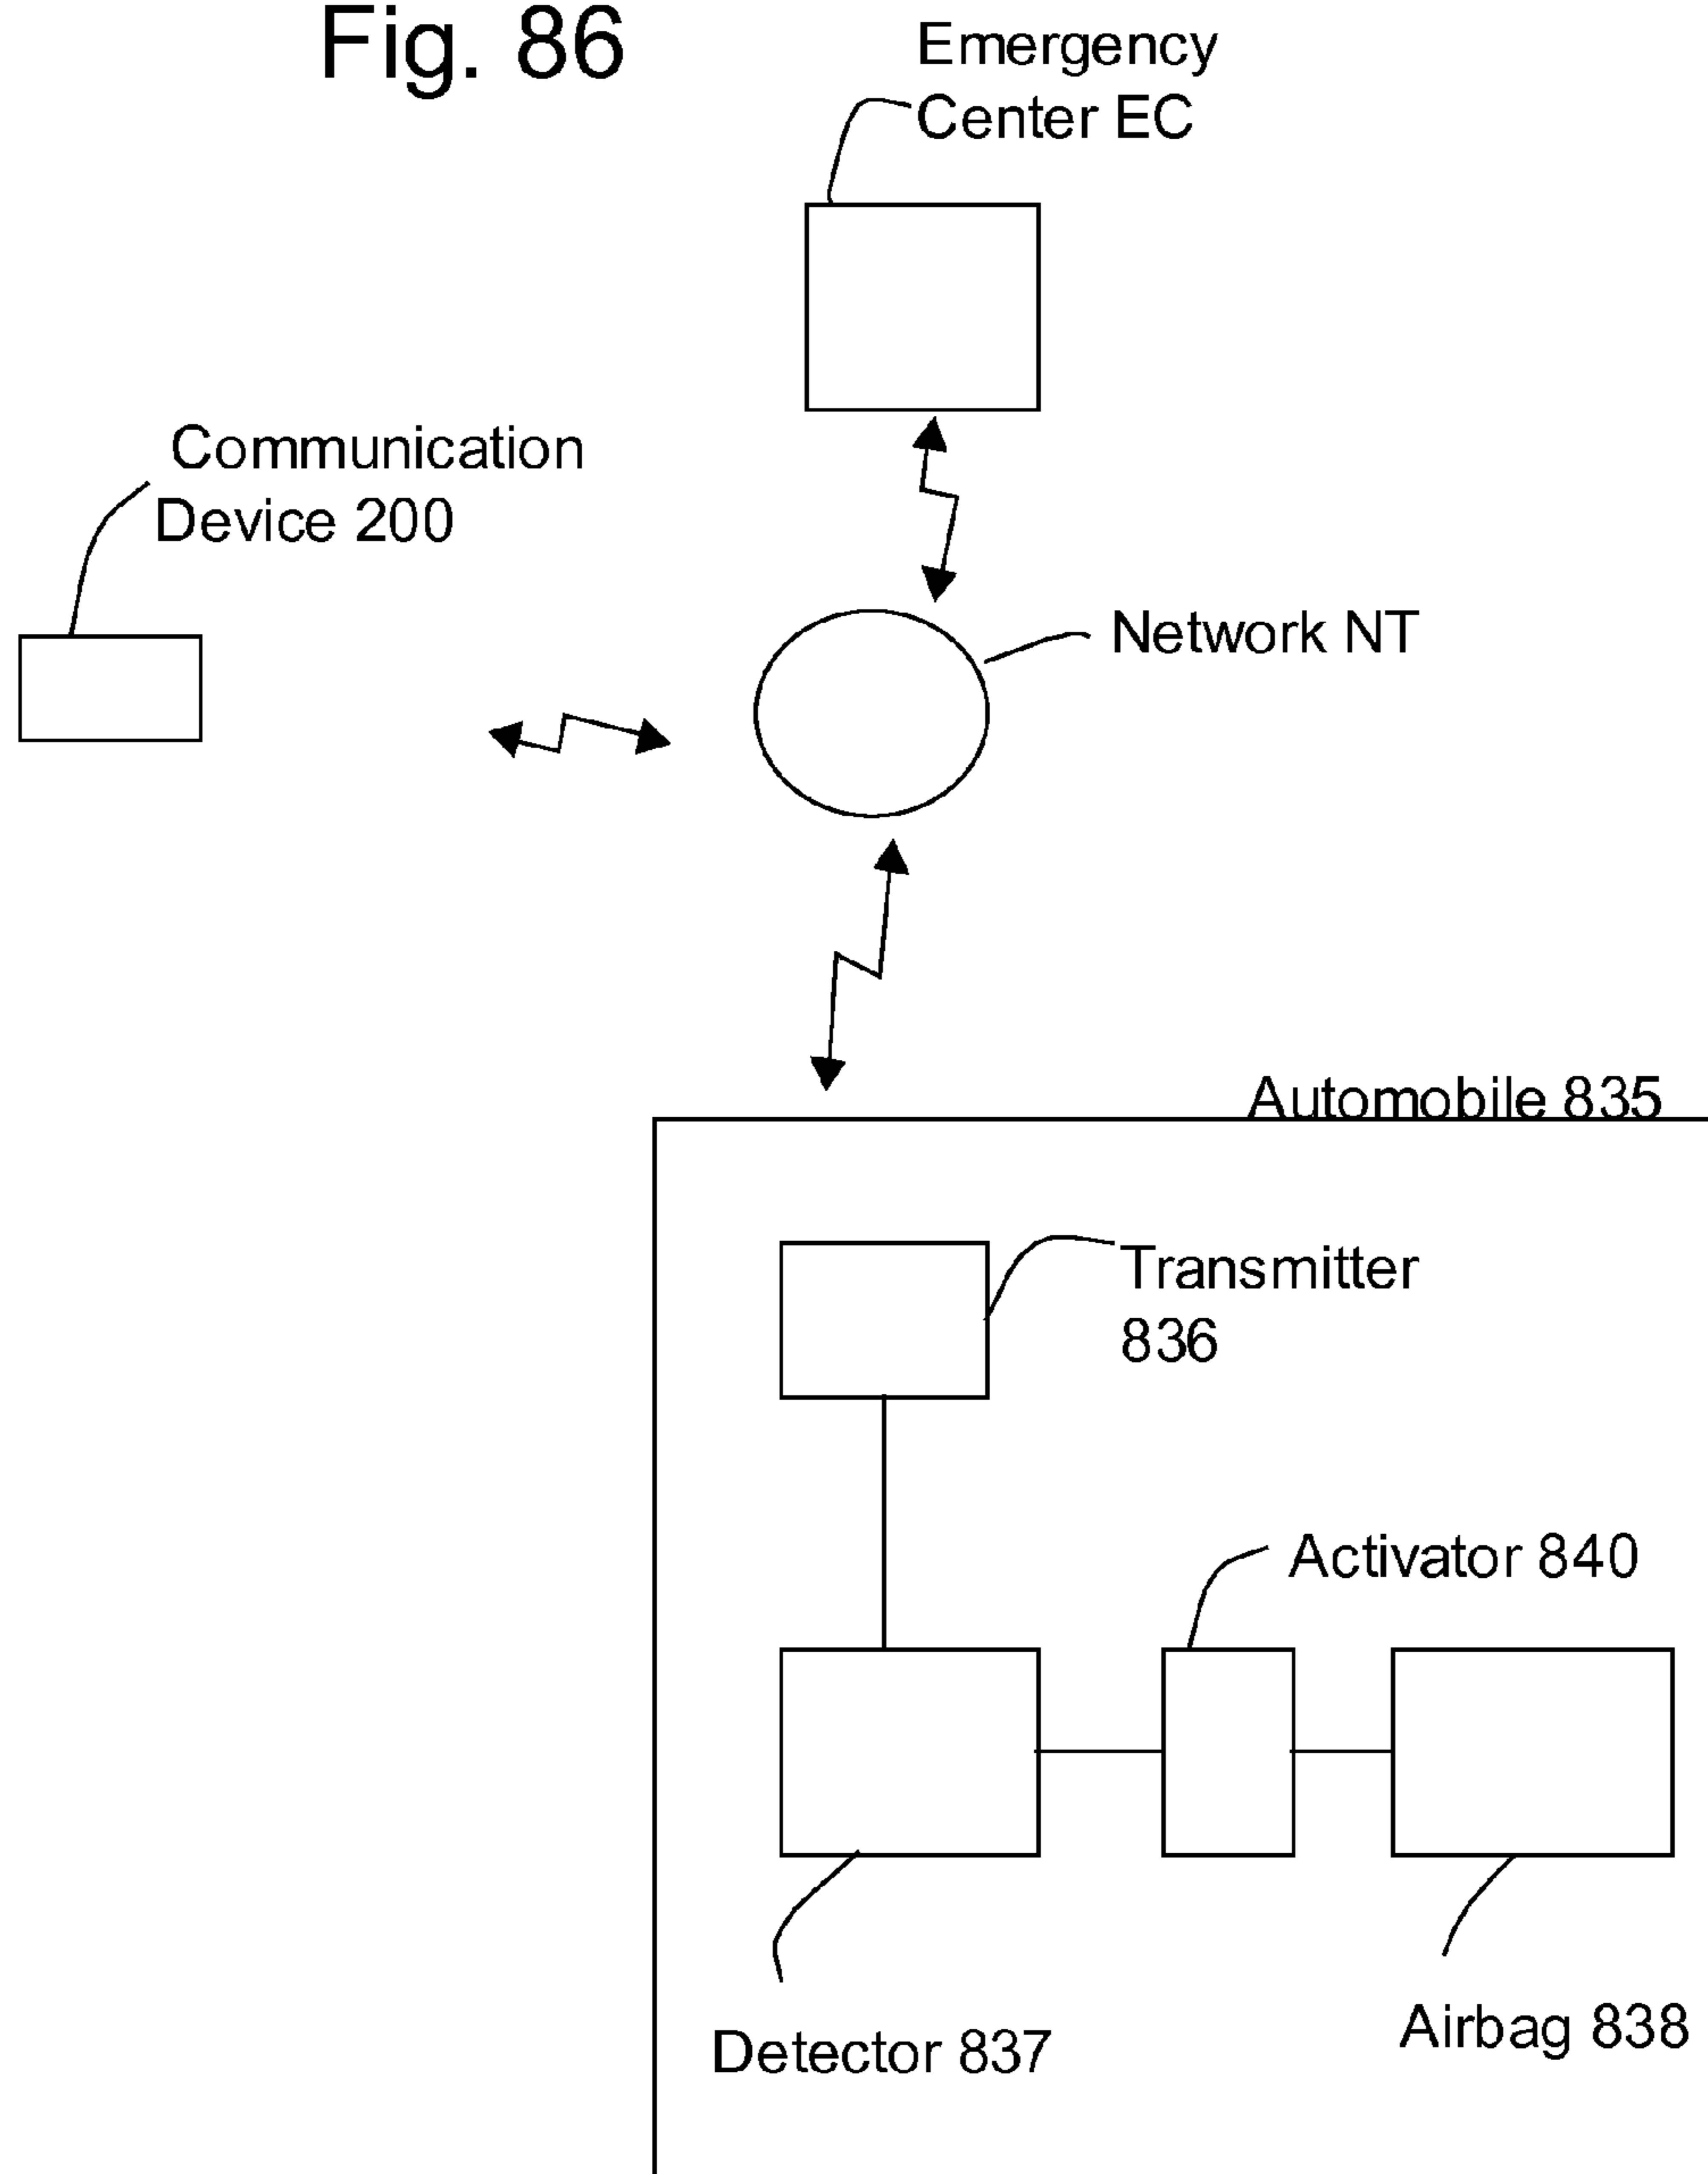 Fig. 86
Emergency
Center EC
Communication
Device 200
Network NT
Automobile 835
Transmitter
836
Activator 840
Airbag 838
Detector 837